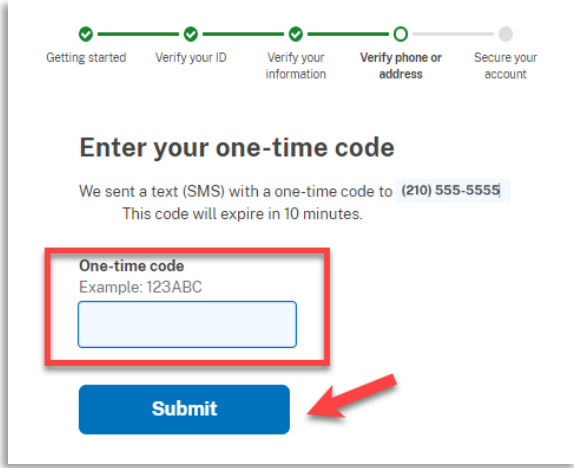 Getting started Verify your ID Verify your information Verify phone or address Secure your account
Enter your one-time code
We sent a text (SMS) with a one-time code to (210) 555-5555
This code will expire in 10 minutes.
One-time code
Example: 123ABC
Submit